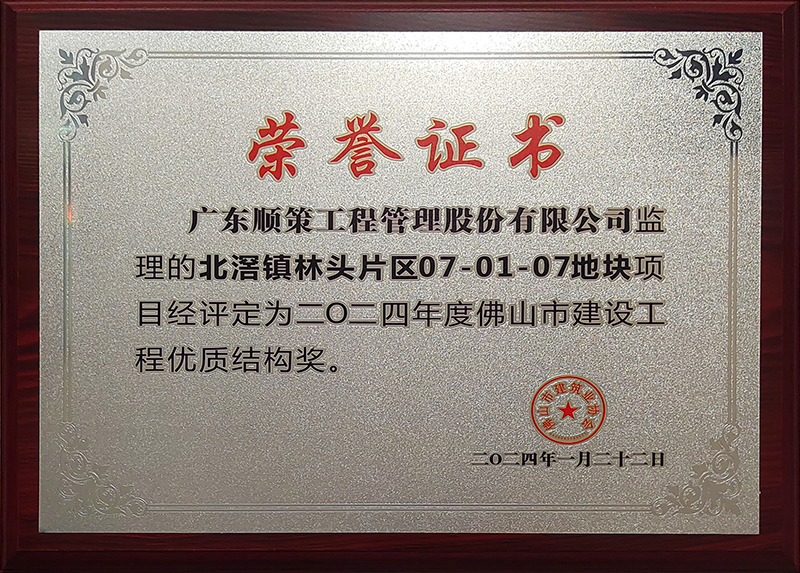 荣誉证书
广东顺策工程管理股份有限公司监
理的北滘镇林头片区07-01-07地块项
目经评定为二O二四年度佛山市建设工
程优质结构奖。
佛山市建筑业协会
二O二四年一月二十二日